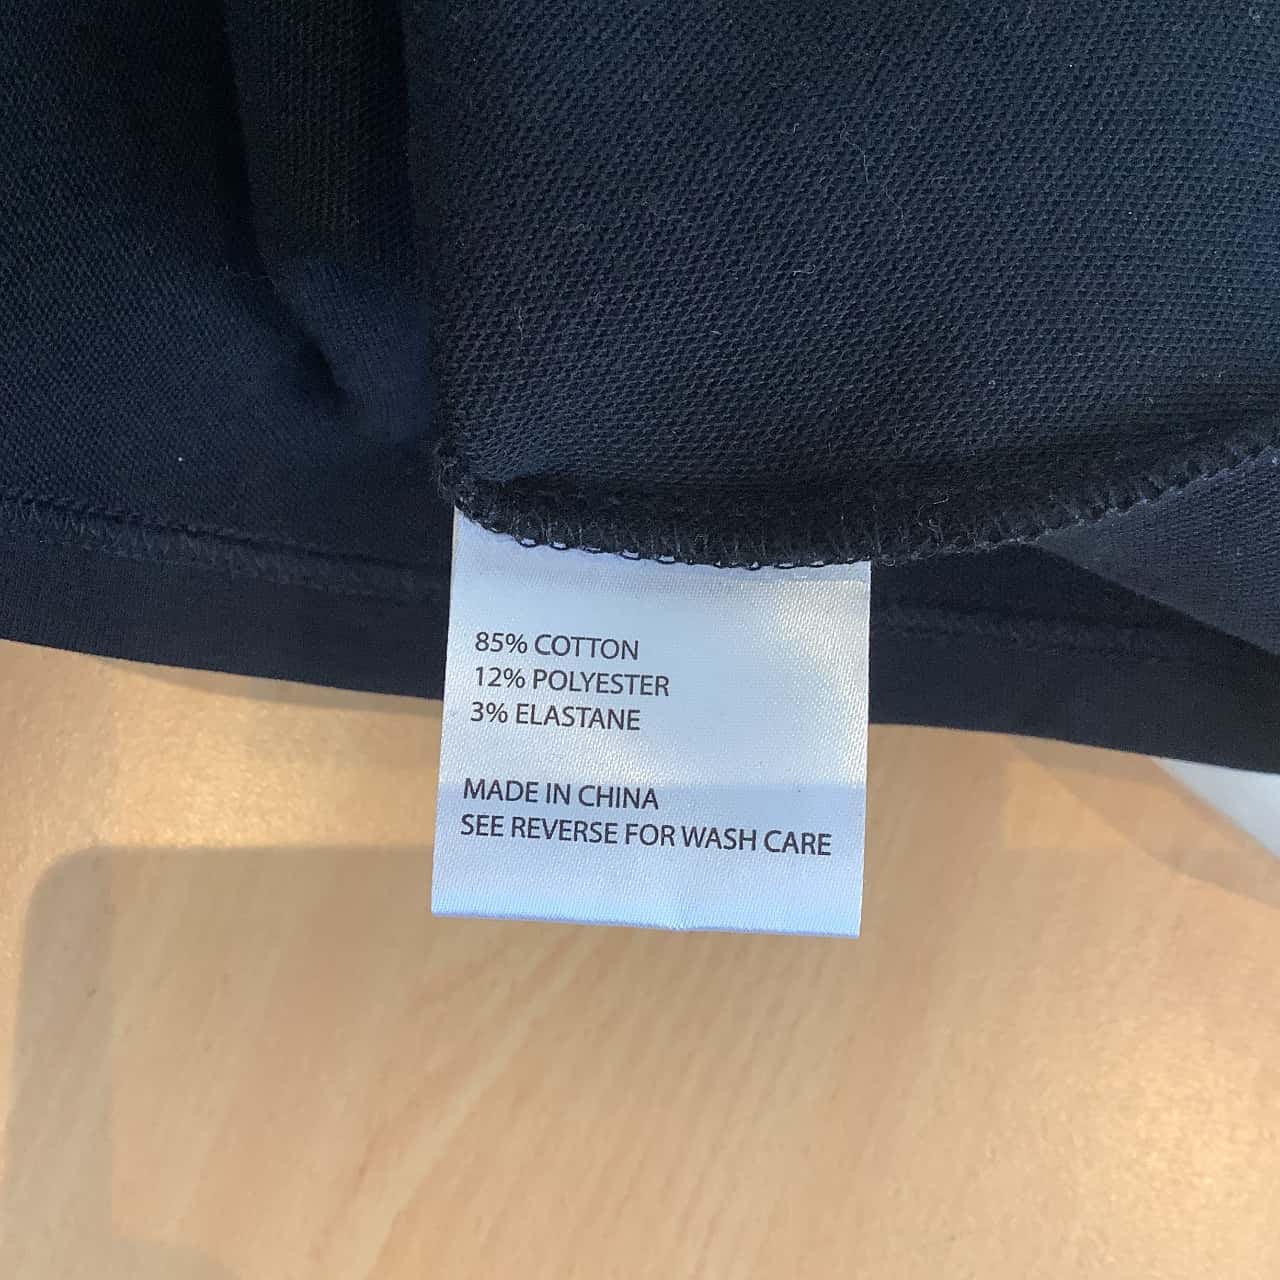 85% COTTON
12% POLYESTER
3% ELASTANE
MADE IN CHINA
SEE REVERSE FOR WASH CARE